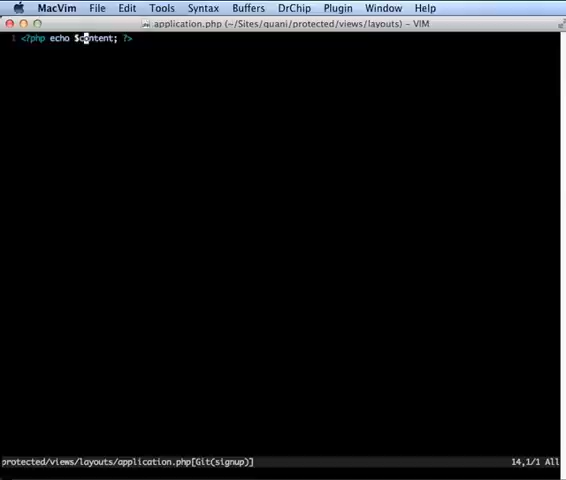 MacVim File Edit Tools Syntax Buffers DrChip Plugin Window Help
application.php (~/Sites/quani/protected/views/layouts) - VIM
1 <?php echo $content; ?>
protected/views/layouts/application.php[Git(signup)] 14,1/1 All